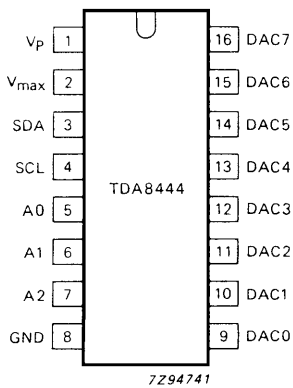 Vp 1 16 DAC7
Vmax 2 15 DAC6
SDA 3 14 DAC5
SCL 4 13 DAC4
TDA8444
A0 5 12 DAC3
A1 6 11 DAC2
A2 7 10 DAC1
GND 8 9 DAC0
7Z94741